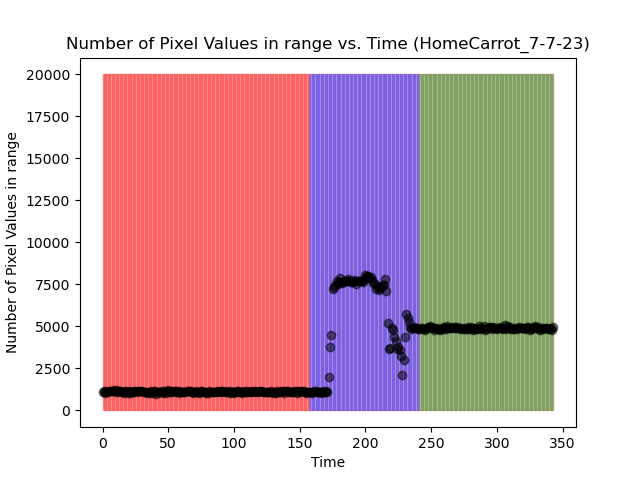 Number of Pixel Values in range vs. Time (HomeCarrot_7-7-23)
20000
17500
15000
12500
10000
7500
5000
2500
0
Number of Pixel Values in range
0 50 100 150 200 250 300 350
Time